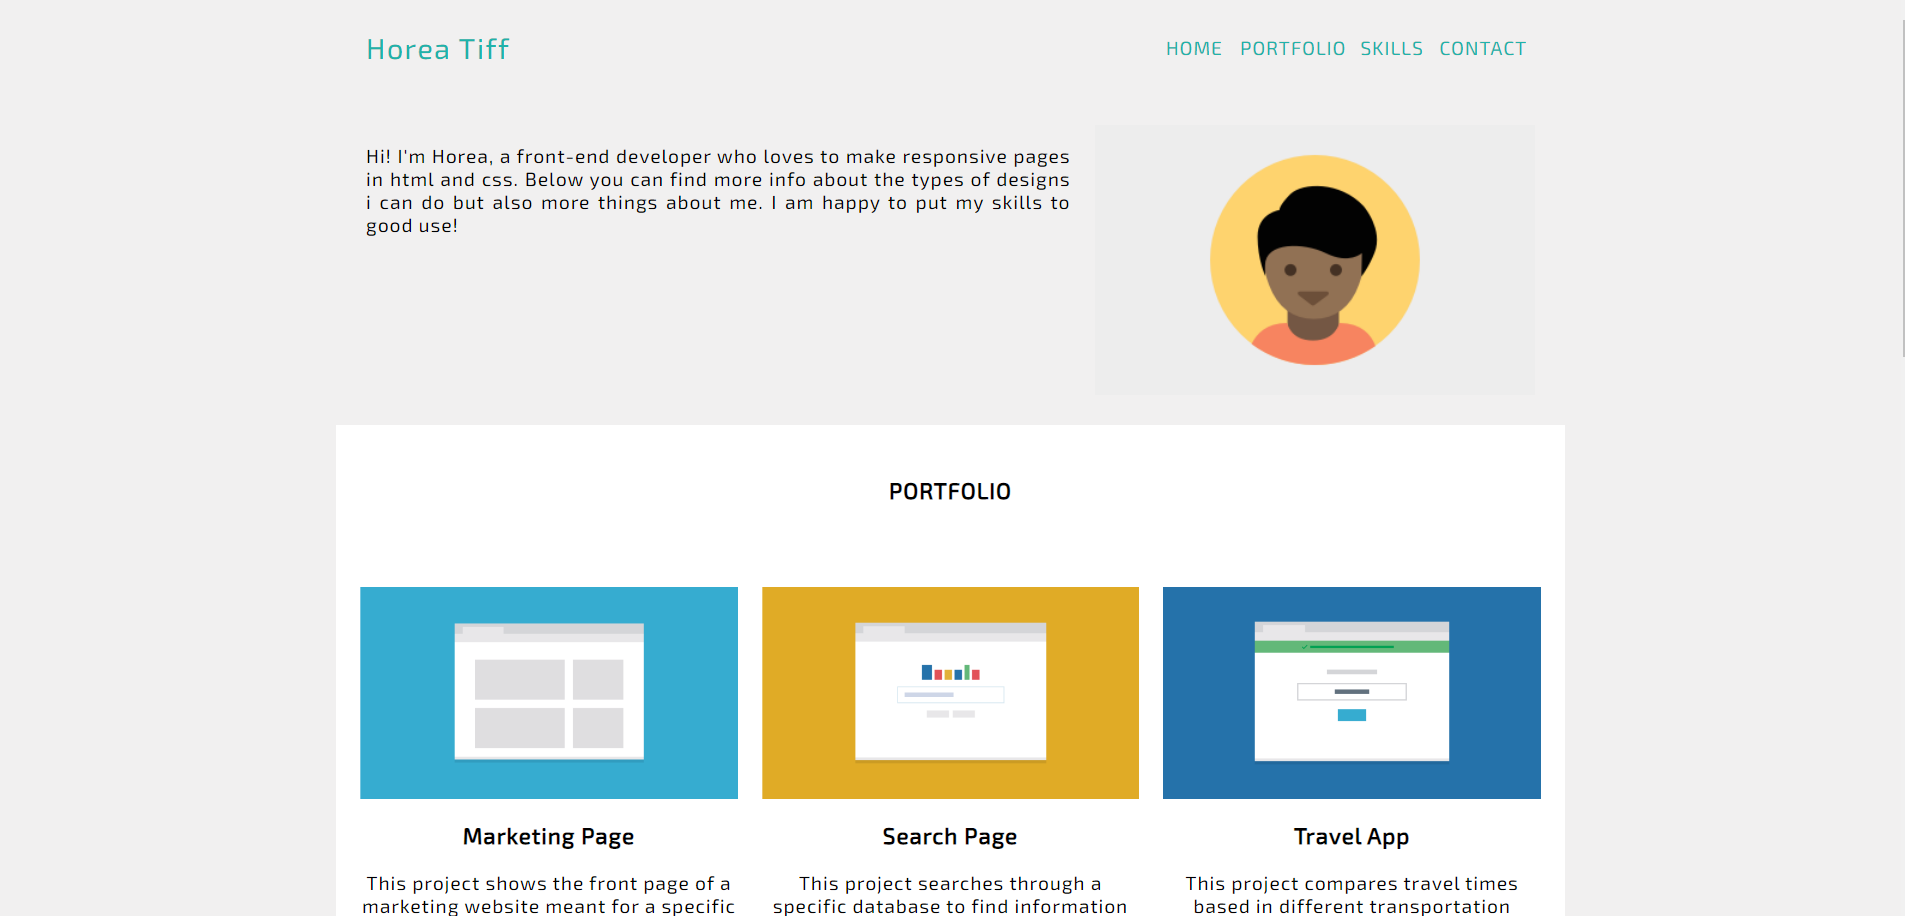 Horea Tiff
HOME PORTFOLIO SKILLS CONTACT
Hi! I'm Horea, a front-end developer who loves to make responsive pages
in html and css. Below you can find more info about the types of designs
i can do but also more things about me. I am happy to put my skills to
good use!
PORTFOLIO
Marketing Page
This project shows the front page of a
marketing website meant for a specific
Search Page
This project searches through a
specific database to find information
Travel App
This project compares travel times
based in different transportation